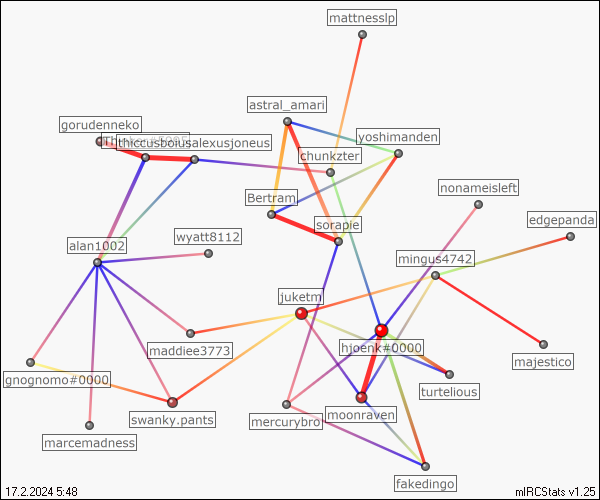 mattnesslp
astral_amari
gorudenneko
yoshimanden
thiccusboiusalexusjoneus
chunkzter
nonameisleft
Bertram
edgepanda
sorapie
wyatt8112
alan1002
mingus4742
juketm
hjoenk#0000
maddiee3773
majestico
gnognomo#0000
turtelious
moonraven
swanky.pants
mercurybro
marcemadness
fakedingo
17.2.2024 5:48
mIRCStats v1.25